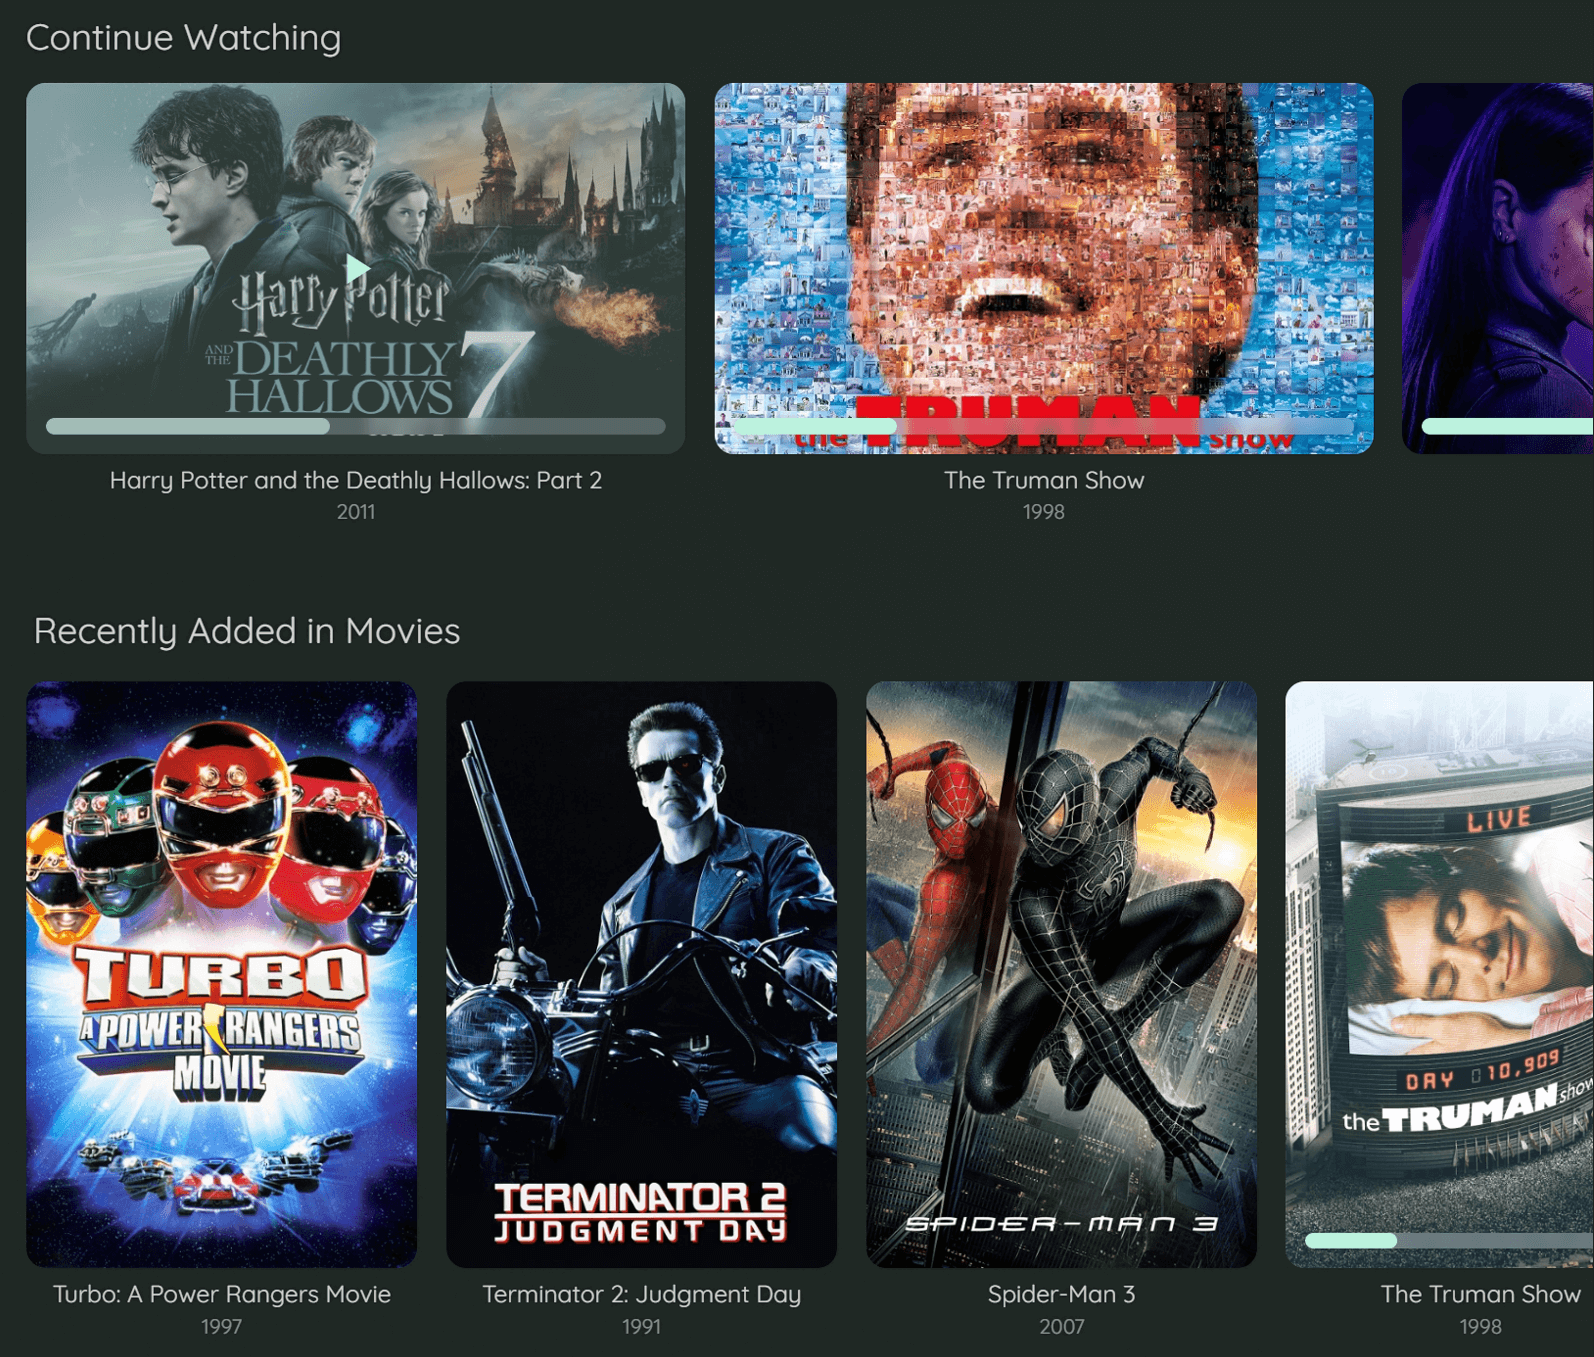 Continue Watching
Harry Potter
AND THE DEATHLY
HALLOWS 7
the TRUMAN show
Harry Potter and the Deathly Hallows: Part 2
2011
The Truman Show
1998
Recently Added in Movies
TURBO
A POWER RANGERS
MOVIE
Turbo: A Power Rangers Movie
1997
TERMINATOR 2
JUDGMENT DAY
Terminator 2: Judgment Day
1991
SPIDER-MAN 3
Spider-Man 3
2007
LIVE
DAY 10,909
the TRUMAN show
The Truman Show
1998